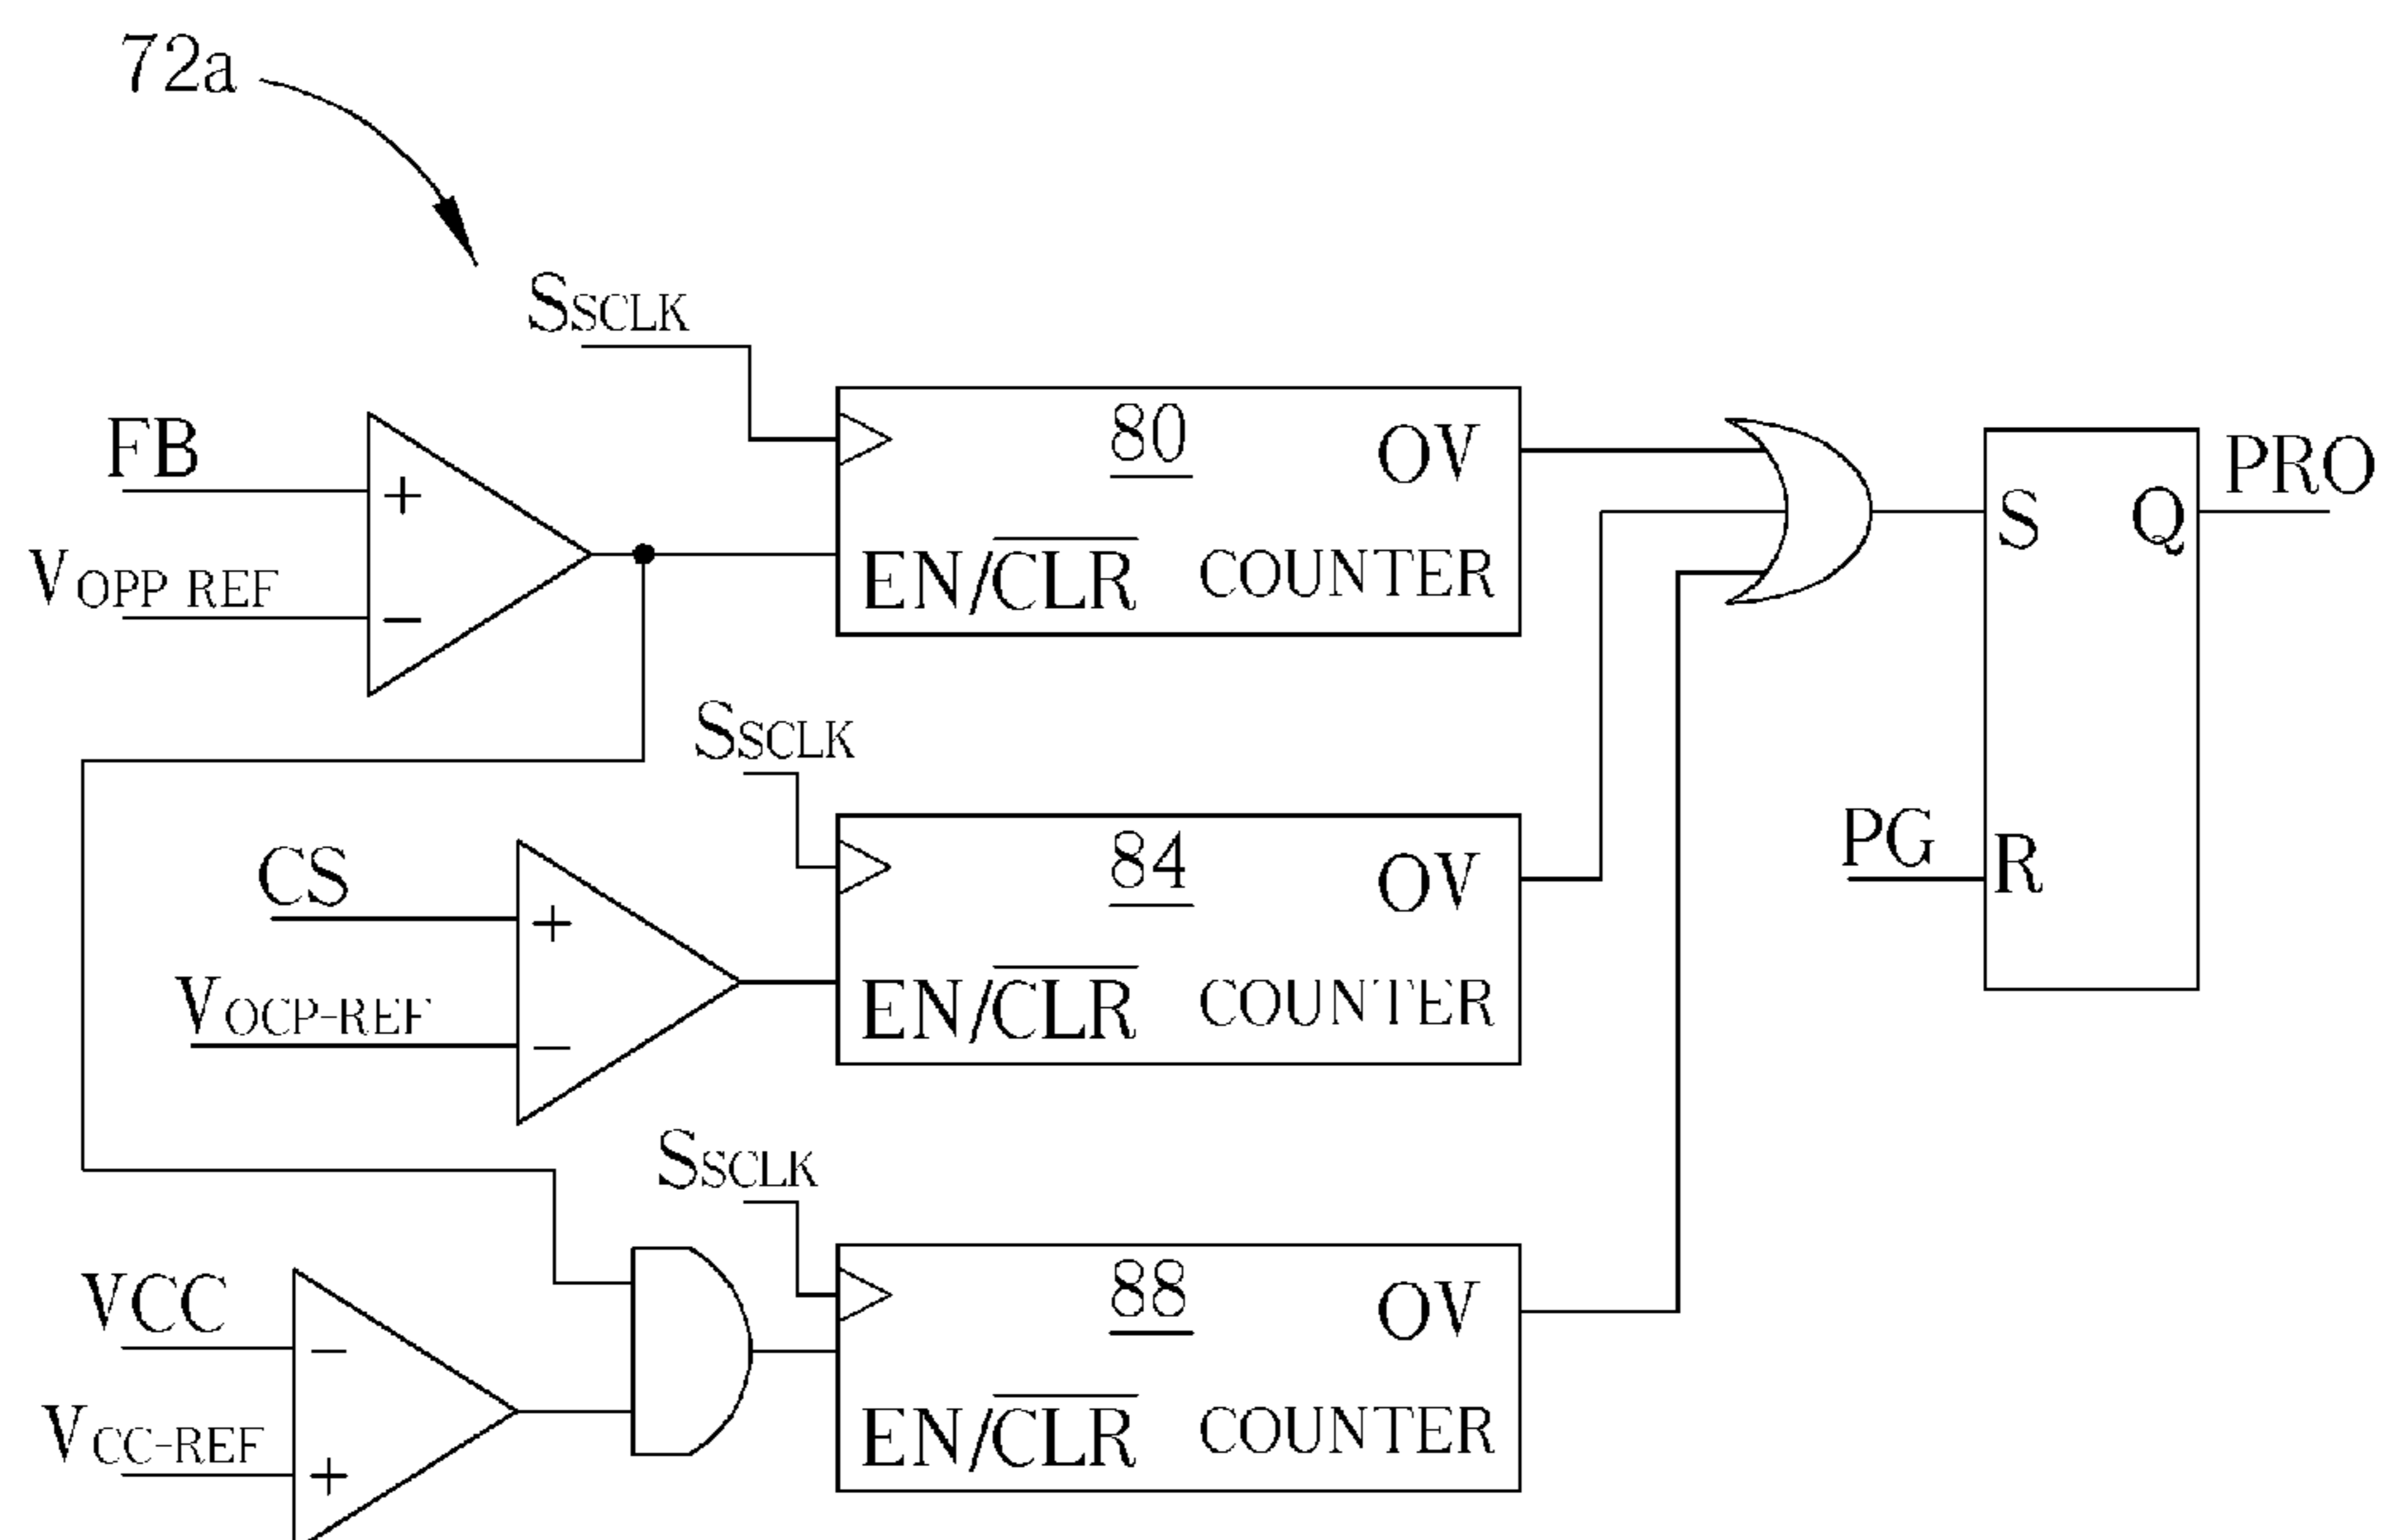 72a
SSCLK
FB
+
VOPP REF
−
80
OV
EN/CLR COUNTER
PRO
S Q
SSCLK
CS
+
VOCP-REF
−
84
OV
EN/CLR COUNTER
PG
R
SSCLK
VCC
−
VCC-REF
+
88
OV
EN/CLR COUNTER